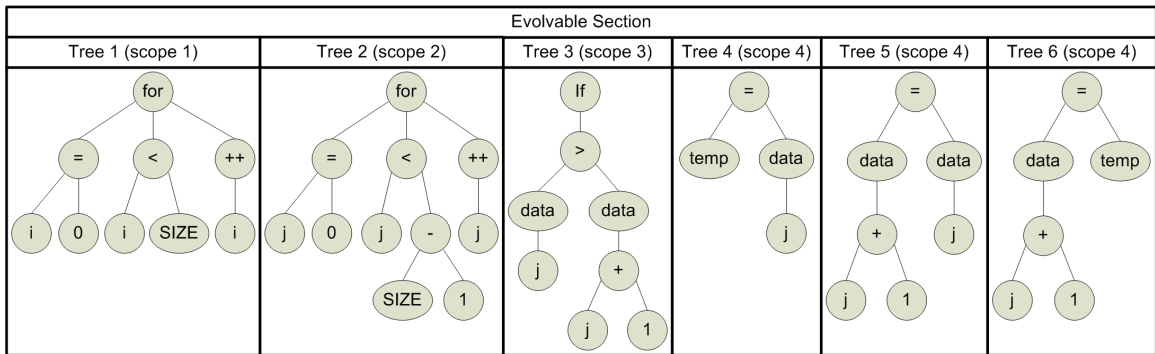 Evolvable Section
Tree 1 (scope 1) Tree 2 (scope 2) Tree 3 (scope 3) Tree 4 (scope 4) Tree 5 (scope 4) Tree 6 (scope 4)
for for If = = =
= < ++ = < ++ > temp data data data data temp
i 0 i SIZE i j 0 j - j data data j + j +
SIZE 1 j + j 1 j 1
j 1